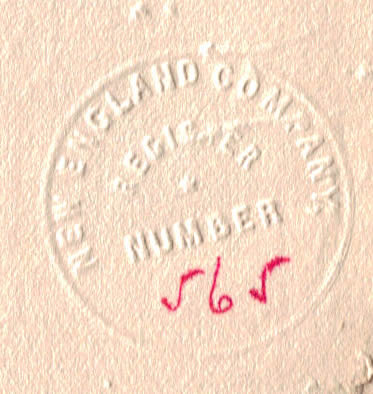 NEW ENGLAND COMPANY
REGISTER
*
NUMBER
565